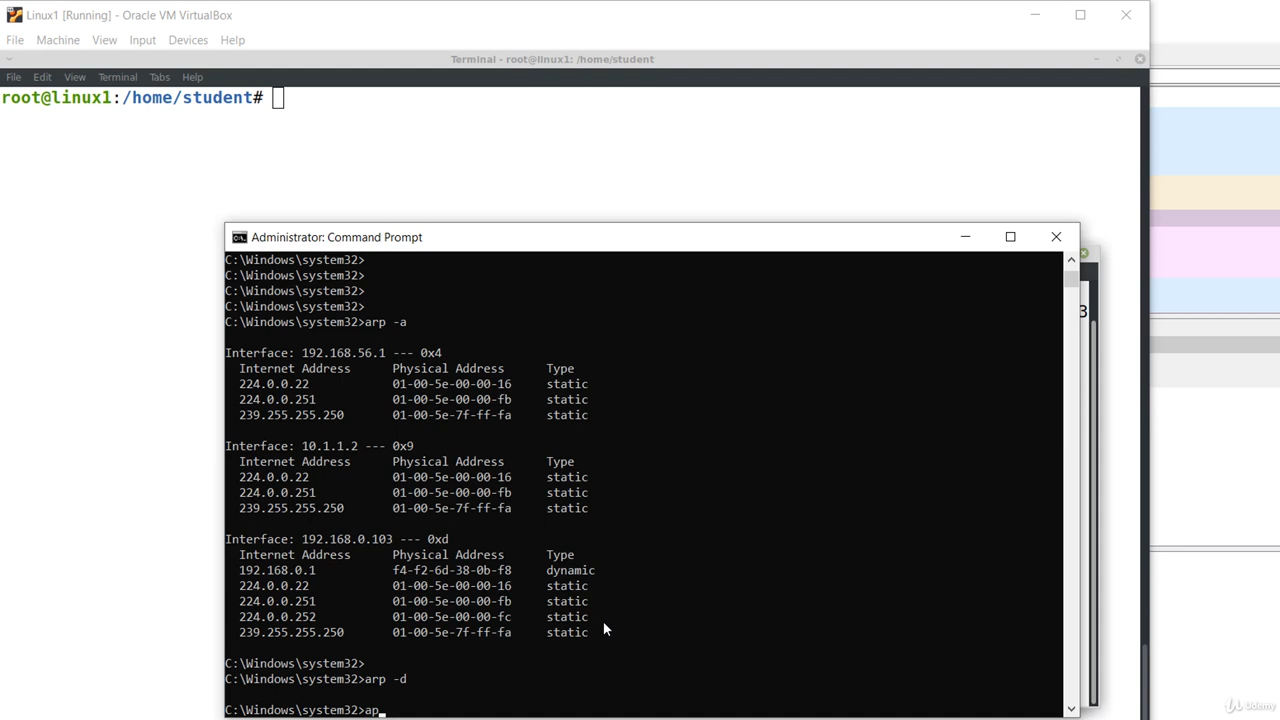 Linux1 [Running] - Oracle VM VirtualBox
File Machine View Input Devices Help
Terminal - root@linux1: /home/student
File Edit View Terminal Tabs Help
root@linux1:/home/student#
Administrator: Command Prompt
C:\Windows\system32>
C:\Windows\system32>
C:\Windows\system32>
C:\Windows\system32>
C:\Windows\system32>arp -a
Interface: 192.168.56.1 --- 0x4
Internet Address Physical Address Type
224.0.0.22 01-00-5e-00-00-16 static
224.0.0.251 01-00-5e-00-00-fb static
239.255.255.250 01-00-5e-7f-ff-fa static
Interface: 10.1.1.2 --- 0x9
Internet Address Physical Address Type
224.0.0.22 01-00-5e-00-00-16 static
224.0.0.251 01-00-5e-00-00-fb static
239.255.255.250 01-00-5e-7f-ff-fa static
Interface: 192.168.0.103 --- 0xd
Internet Address Physical Address Type
192.168.0.1 f4-f2-6d-38-0b-f8 dynamic
224.0.0.22 01-00-5e-00-00-16 static
224.0.0.251 01-00-5e-00-00-fb static
224.0.0.252 01-00-5e-00-00-fc static
239.255.255.250 01-00-5e-7f-ff-fa static
C:\Windows\system32>
C:\Windows\system32>arp -d
C:\Windows\system32>ap
3
Udemy